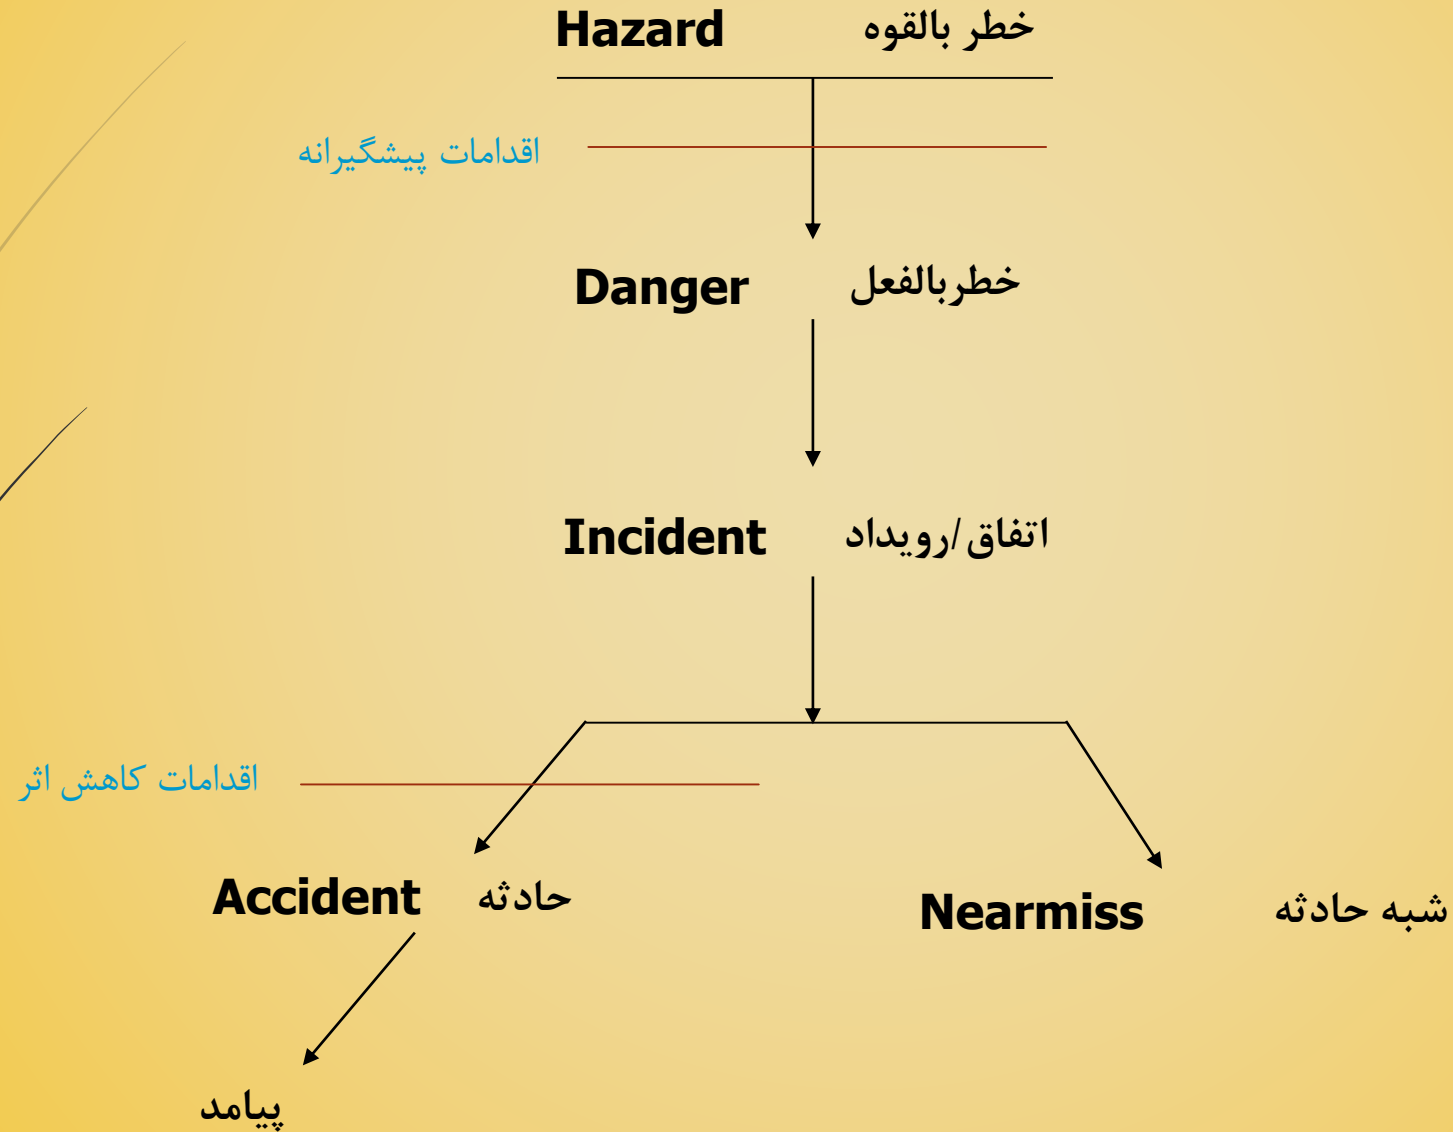 Hazard خطر بالقوه
اقدامات پیشگیرانه
Danger خطربالفعل
Incident اتفاق/رویداد
اقدامات کاهش اثر
Accident حادثه
Nearmiss شبه حادثه
پیامد